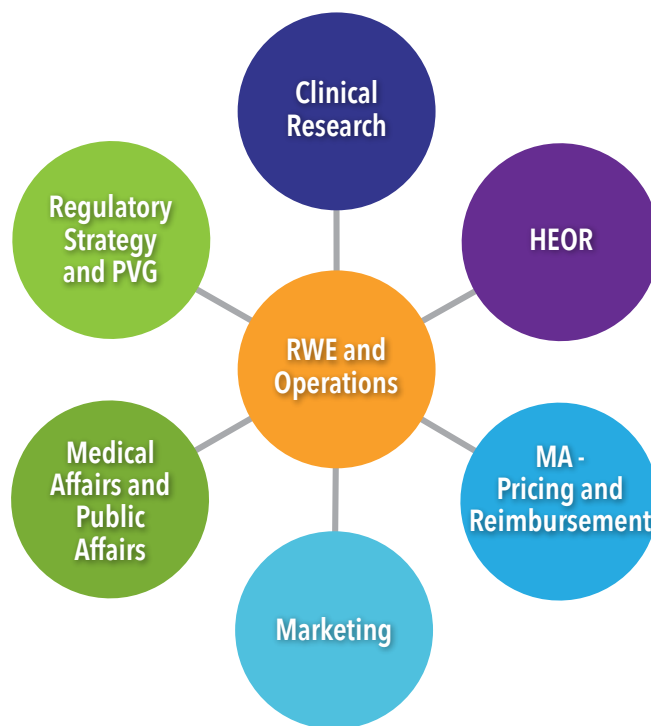 Clinical
Research
HEOR
MA -
Pricing and
Reimbursement
Marketing
Medical
Affairs and
Public
Affairs
Regulatory
Strategy
and PVG
RWE and
Operations